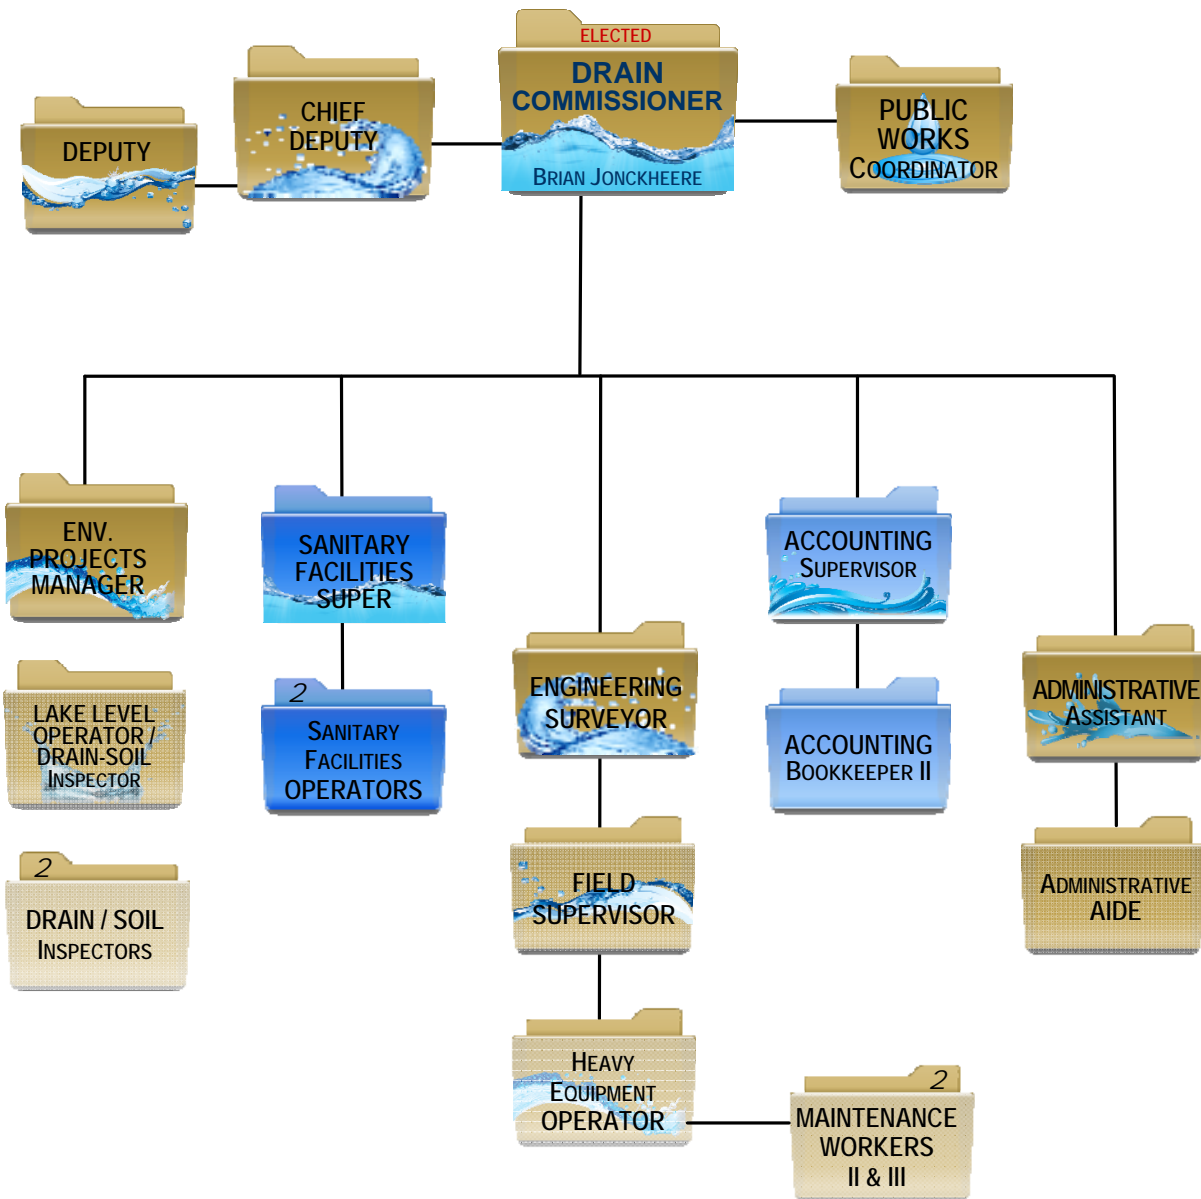 ELECTED
DRAIN
COMMISSIONER
BRIAN JONCKHEERE
CHIEF
DEPUTY
DEPUTY
PUBLIC
WORKS
COORDINATOR
ENV.
PROJECTS
MANAGER
SANITARY
FACILITIES
SUPER
ACCOUNTING
SUPERVISOR
ENGINEERING
SURVEYOR
ADMINISTRATIVE
ASSISTANT
LAKE LEVEL
OPERATOR /
DRAIN-SOIL
INSPECTOR
2
SANITARY
FACILITIES
OPERATORS
ACCOUNTING
BOOKKEEPER II
2
DRAIN / SOIL
INSPECTORS
FIELD
SUPERVISOR
ADMINISTRATIVE
AIDE
HEAVY
EQUIPMENT
OPERATOR
2
MAINTENANCE
WORKERS
II & III